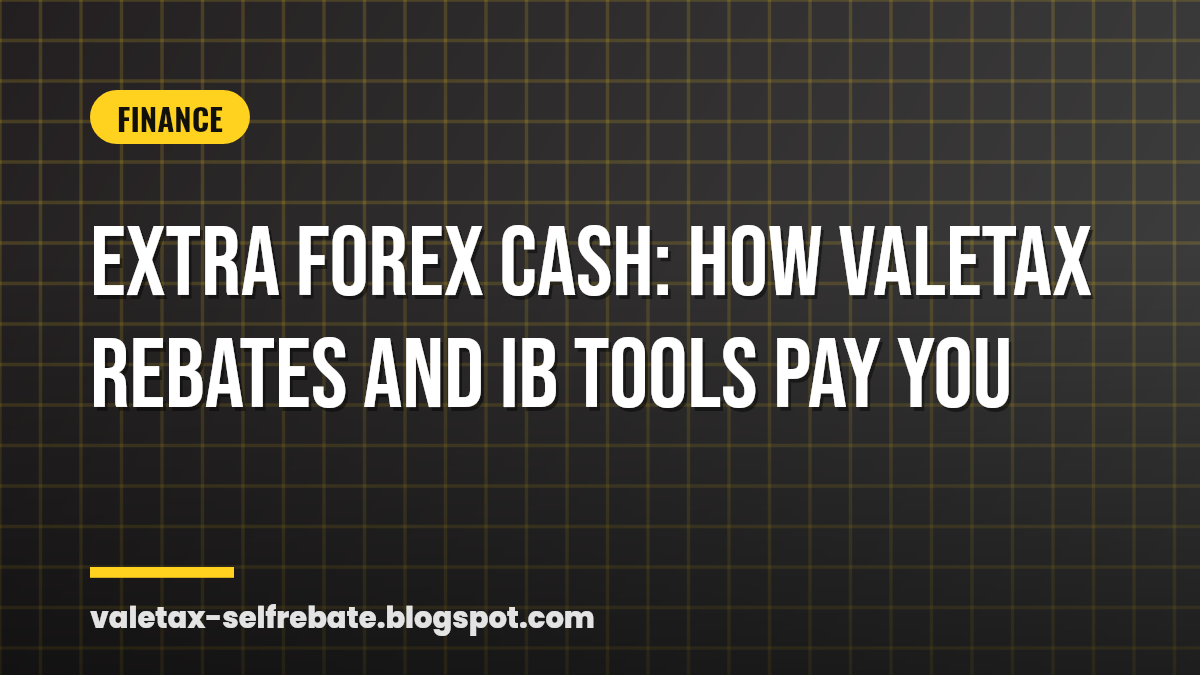 FINANCE
EXTRA FOREX CASH: HOW VALETAX
REBATES AND IB TOOLS PAY YOU
valetax-selfrebate.blogspot.com